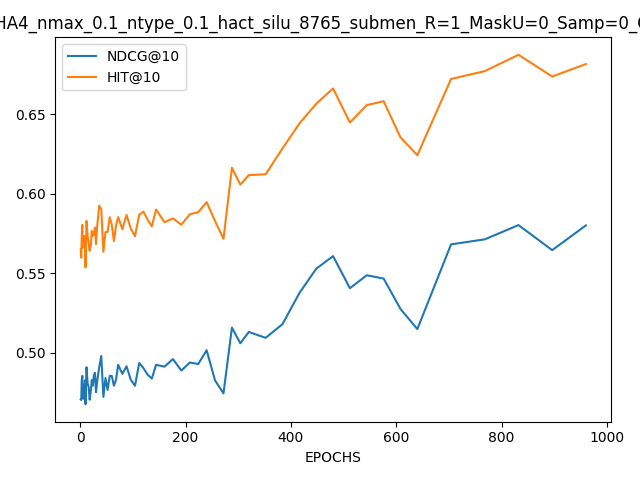 HA4_nmax_0.1_ntype_0.1_hact_silu_8765_submen_R=1_MaskU=0_Samp=0_
NDCG@10
HIT@10
0.65
0.60
0.55
0.50
0 200 400 600 800 1000
EPOCHS